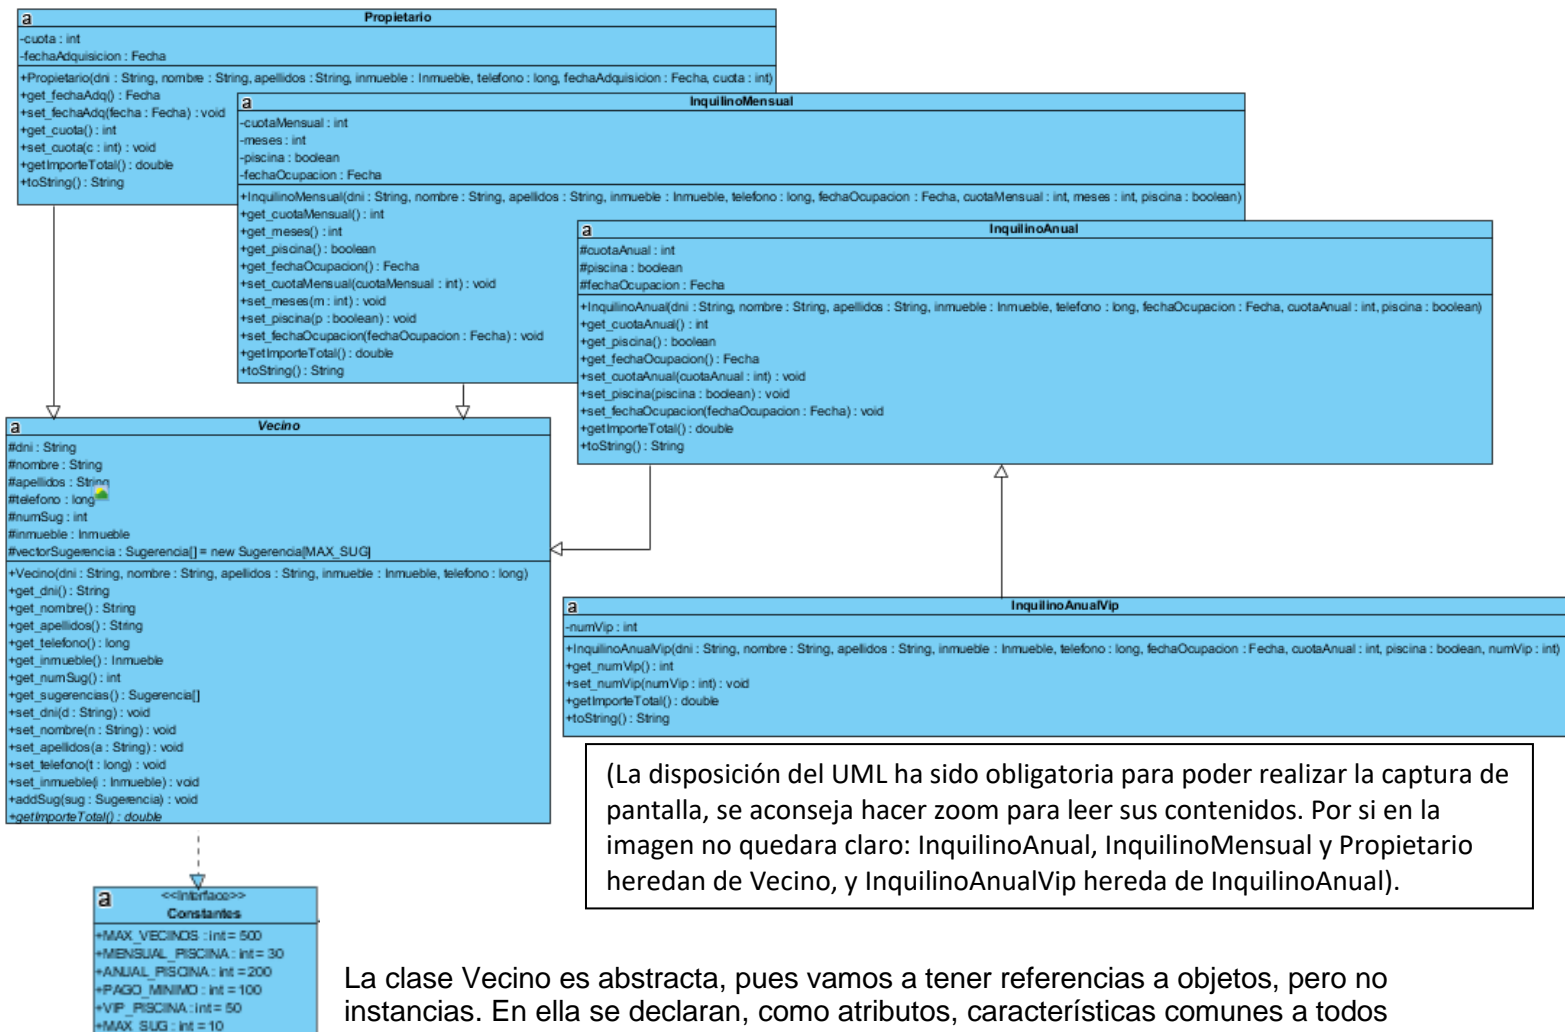 a Propietario
-cuota : int
-fechaAdquisicion : Fecha
+Propietario(dni : String, nombre : String, apellidos : String, inmueble : Inmueble, telefono : long, fechaAdquisicion : Fecha, cuota : int)
+get_fechaAdq() : Fecha
+set_fechaAdq(fecha : Fecha) : void
+get_cuota() : int
+set_cuota(c : int) : void
+getImporteTotal() : double
+toString() : String
a InquilinoMensual
-cuotaMensual : int
-meses : int
-piscina : boolean
-fechaOcupacion : Fecha
+InquilinoMensual(dni : String, nombre : String, apellidos : String, inmueble : Inmueble, telefono : long, fechaOcupacion : Fecha, cuotaMensual : int, meses : int, piscina : boolean)
+get_cuotaMensual() : int
+get_meses() : int
+get_piscina() : boolean
+get_fechaOcupacion() : Fecha
+set_cuotaMensual(cuotaMensual : int) : void
+set_meses(m : int) : void
+set_piscina(p : boolean) : void
+set_fechaOcupacion(fechaOcupacion : Fecha) : void
+getImporteTotal() : double
+toString() : String
a InquilinoAnual
#cuotaAnual : int
#piscina : boolean
#fechaOcupacion : Fecha
+InquilinoAnual(dni : String, nombre : String, apellidos : String, inmueble : Inmueble, telefono : long, fechaOcupacion : Fecha, cuotaAnual : int, piscina : boolean)
+get_cuotaAnual() : int
+get_piscina() : boolean
+get_fechaOcupacion() : Fecha
+set_cuotaAnual(cuotaAnual : int) : void
+set_piscina(piscina : boolean) : void
+set_fechaOcupacion(fechaOcupacion : Fecha) : void
+getImporteTotal() : double
+toString() : String
a Vecino
#dni : String
#nombre : String
#apellidos : String
#telefono : long
#numSug : int
#inmueble : Inmueble
#vectorSugerencia : Sugerencia[] = new Sugerencia[MAX_SUG]
+Vecino(dni : String, nombre : String, apellidos : String, inmueble : Inmueble, telefono : long)
+get_dni() : String
+get_nombre() : String
+get_apellidos() : String
+get_telefono() : long
+get_inmueble() : Inmueble
+get_numSug() : int
+get_sugerencias() : Sugerencia[]
+set_dni(d : String) : void
+set_nombre(n : String) : void
+set_apellidos(a : String) : void
+set_telefono(t : long) : void
+set_inmueble(i : Inmueble) : void
+addSug(sug : Sugerencia) : void
+getImporteTotal() : double
a InquilinoAnualVip
-numVip : int
+InquilinoAnualVip(dni : String, nombre : String, apellidos : String, inmueble : Inmueble, telefono : long, fechaOcupacion : Fecha, cuotaAnual : int, piscina : boolean, numVip : int)
+get_numVip() : int
+set_numVip(numVip : int) : void
+getImporteTotal() : double
+toString() : String
(La disposición del UML ha sido obligatoria para poder realizar la captura de
pantalla, se aconseja hacer zoom para leer sus contenidos. Por si en la
imagen no quedara claro: InquilinoAnual, InquilinoMensual y Propietario
heredan de Vecino, y InquilinoAnualVip hereda de InquilinoAnual).
a <<Interface>>
Constantes
+MAX_VECINOS : int = 500
+MENSUAL_PISCINA : int = 30
+ANUAL_PISCINA : int = 200
+PAGO_MINIMO : int = 100
+VIP_PISCINA : int = 50
+MAX_SUG : int = 10
La clase Vecino es abstracta, pues vamos a tener referencias a objetos, pero no
instancias. En ella se declaran, como atributos, características comunes a todos